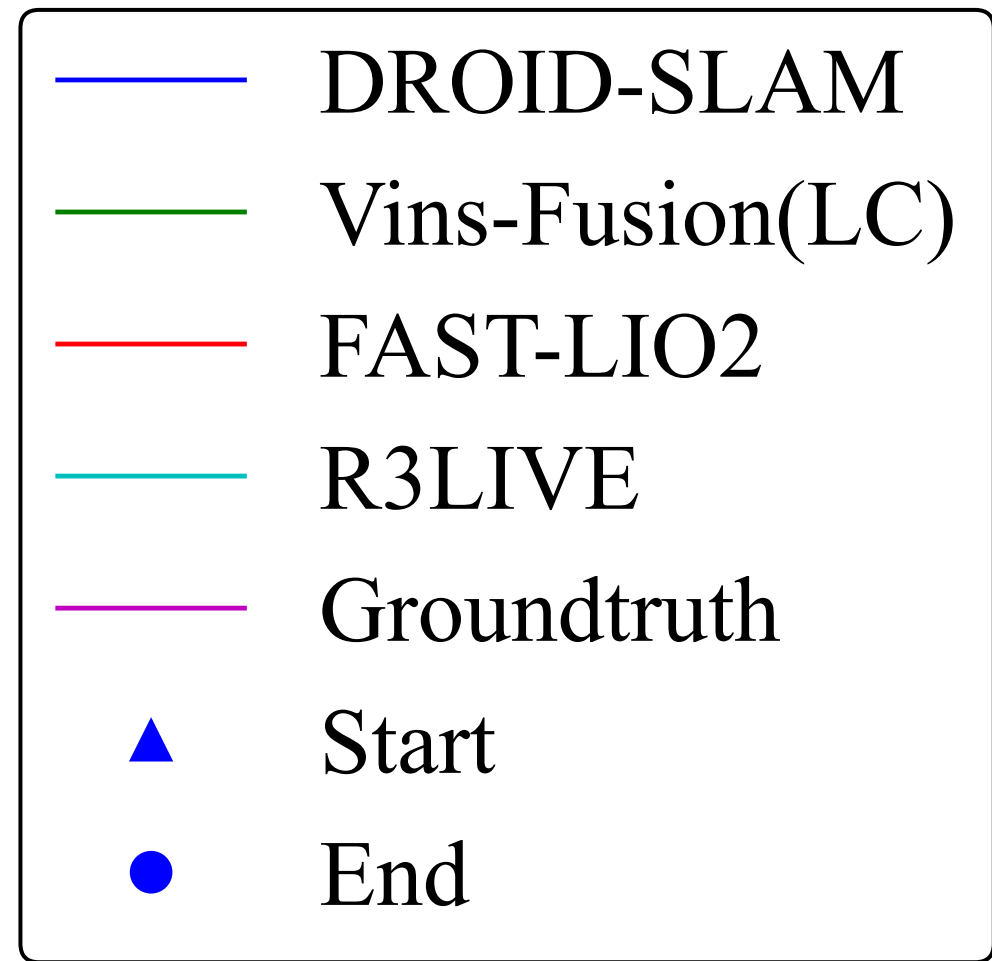 DROID-SLAM
Vins-Fusion(LC)
FAST-LIO2
R3LIVE
Groundtruth
Start
End